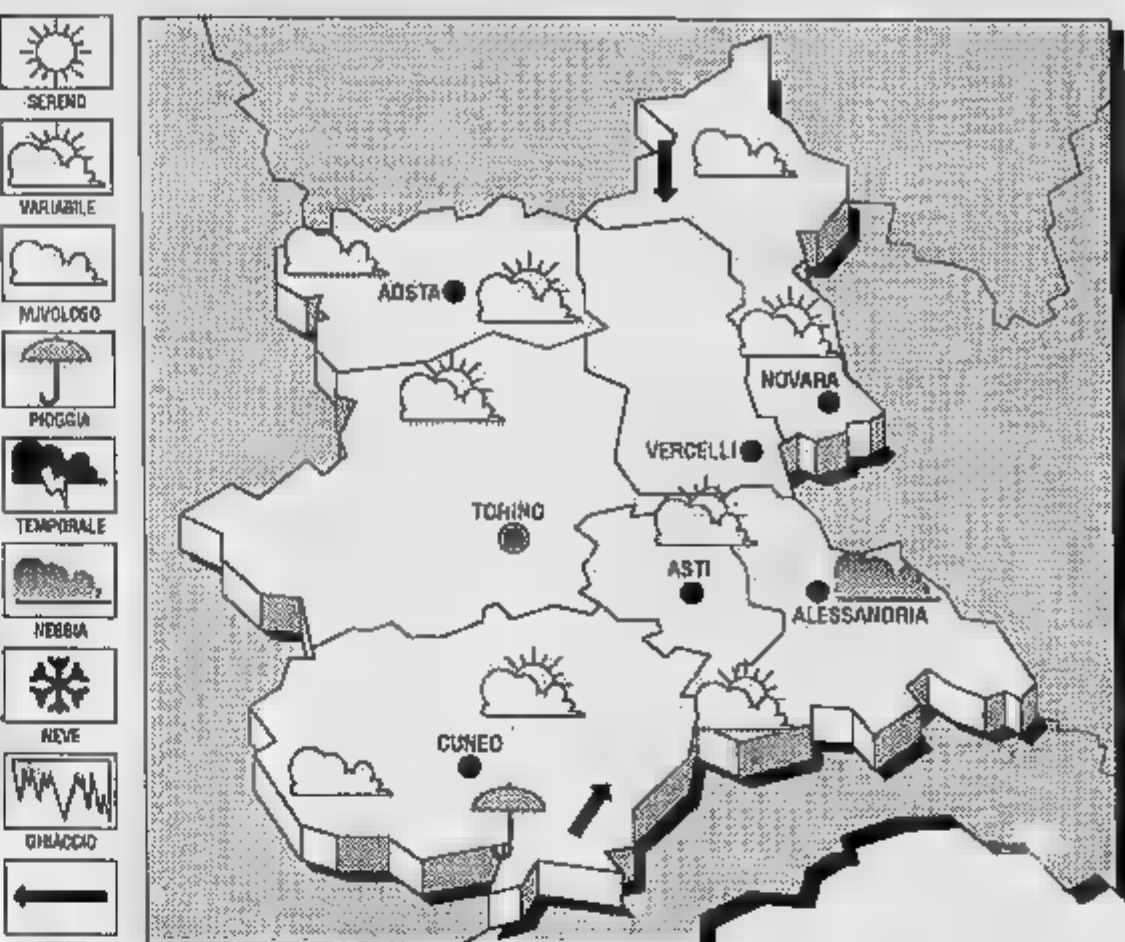 SERENO
VARIABILE
NUVOLOSO
PIOGGIA
TEMPORALE
NEBBIA
NEVE
GHIACCIO
AOSTA
NOVARA
VERCELLI
TORINO
ASTI
ALESSANDRIA
CUNEO